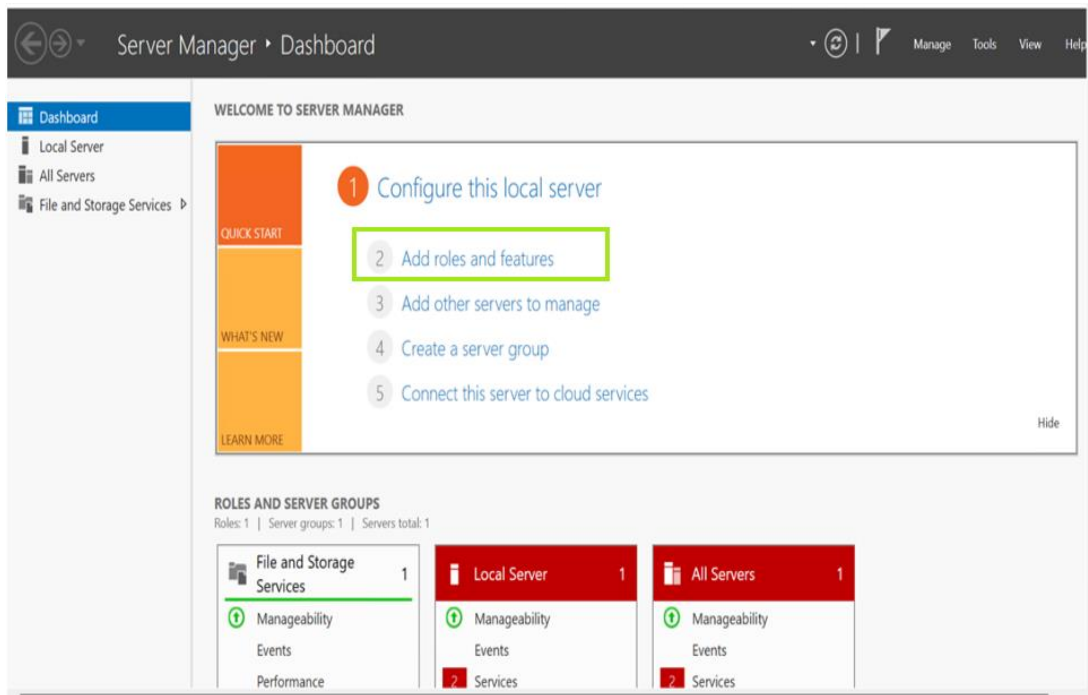 Server Manager ‣ Dashboard
Manage Tools View Help
Dashboard
Local Server
All Servers
File and Storage Services
WELCOME TO SERVER MANAGER
QUICK START
WHAT'S NEW
LEARN MORE
1 Configure this local server
2 Add roles and features
3 Add other servers to manage
4 Create a server group
5 Connect this server to cloud services
Hide
ROLES AND SERVER GROUPS
Roles: 1 | Server groups: 1 | Servers total: 1
File and Storage
Services
1
Manageability
Events
Performance
Local Server 1
Manageability
Events
2 Services
All Servers 1
Manageability
Events
2 Services